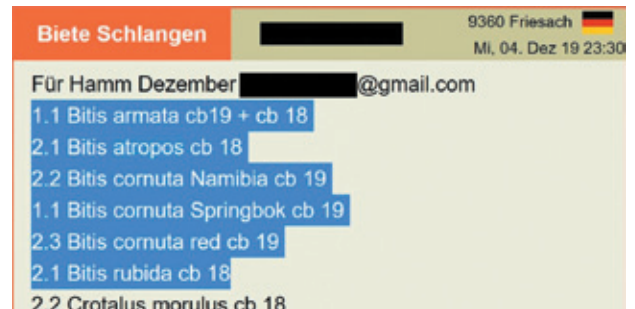 Biete Schlangen
9360 Friesach
Mi, 04. Dez 19 23:30
Für Hamm Dezember @gmail.com
1.1 Bitis armata cb19 + cb 18
2.1 Bitis atropos cb 18
2.2 Bitis cornuta Namibia cb 19
1.1 Bitis cornuta Springbok cb 19
2.3 Bitis cornuta red cb 19
2.1 Bitis rubida cb 18
2.2 Crotalus morulus cb 18